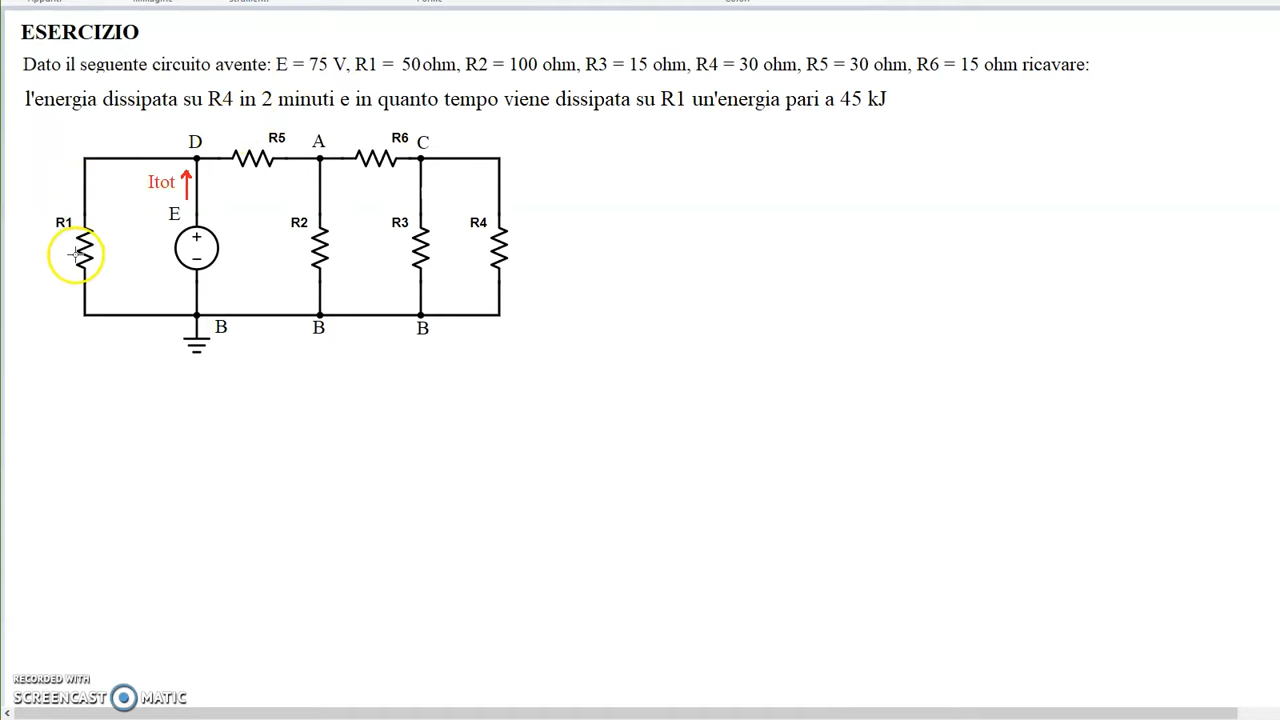 ESERCIZIO
Dato il seguente circuito avente: E = 75 V, R1 = 50ohm, R2 = 100 ohm, R3 = 15 ohm, R4 = 30 ohm, R5 = 30 ohm, R6 = 15 ohm ricavare:
l'energia dissipata su R4 in 2 minuti e in quanto tempo viene dissipata su R1 un'energia pari a 45 kJ
D R5 A R6 C
Itot
E
R1 R2 R3 R4
+
−
B B B
RECORDED WITH
SCREENCAST MATIC